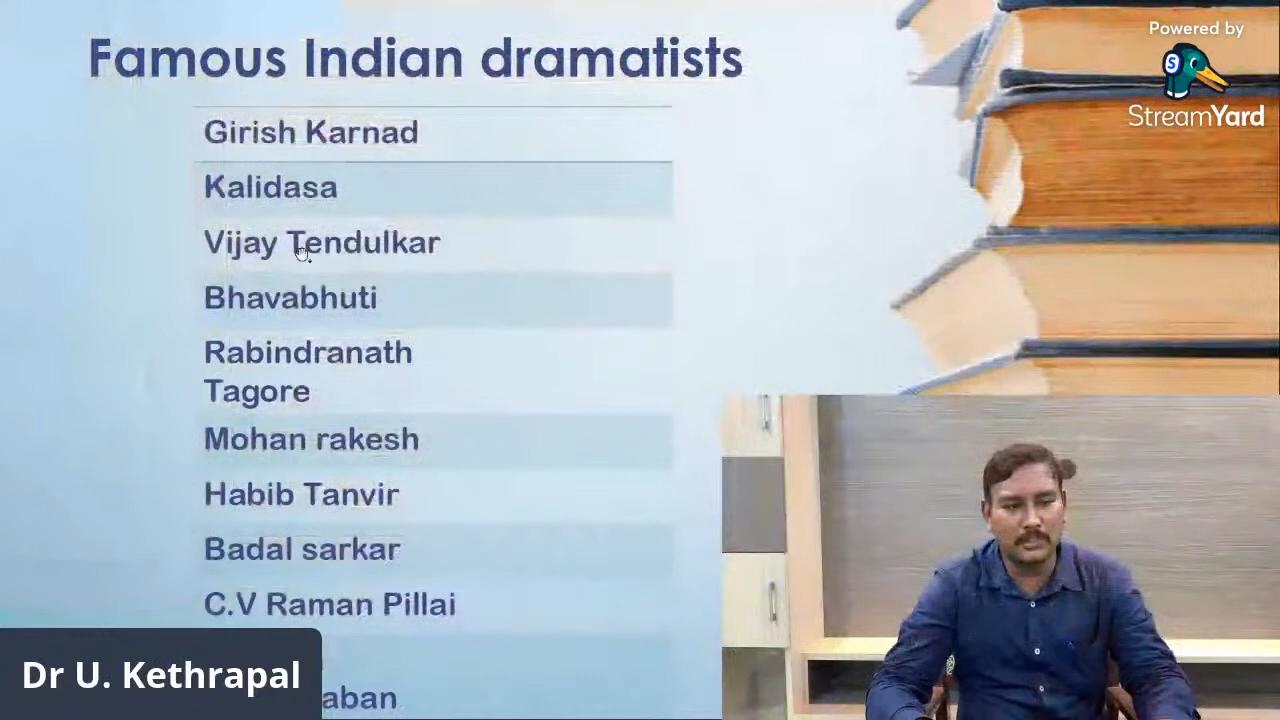 Famous Indian dramatists
Powered by
StreamYard
Girish Karnad
Kalidasa
Vijay Tendulkar
Bhavabhuti
Rabindranath
Tagore
Mohan rakesh
Habib Tanvir
Badal sarkar
C.V Raman Pillai
Dr U. Kethrapal